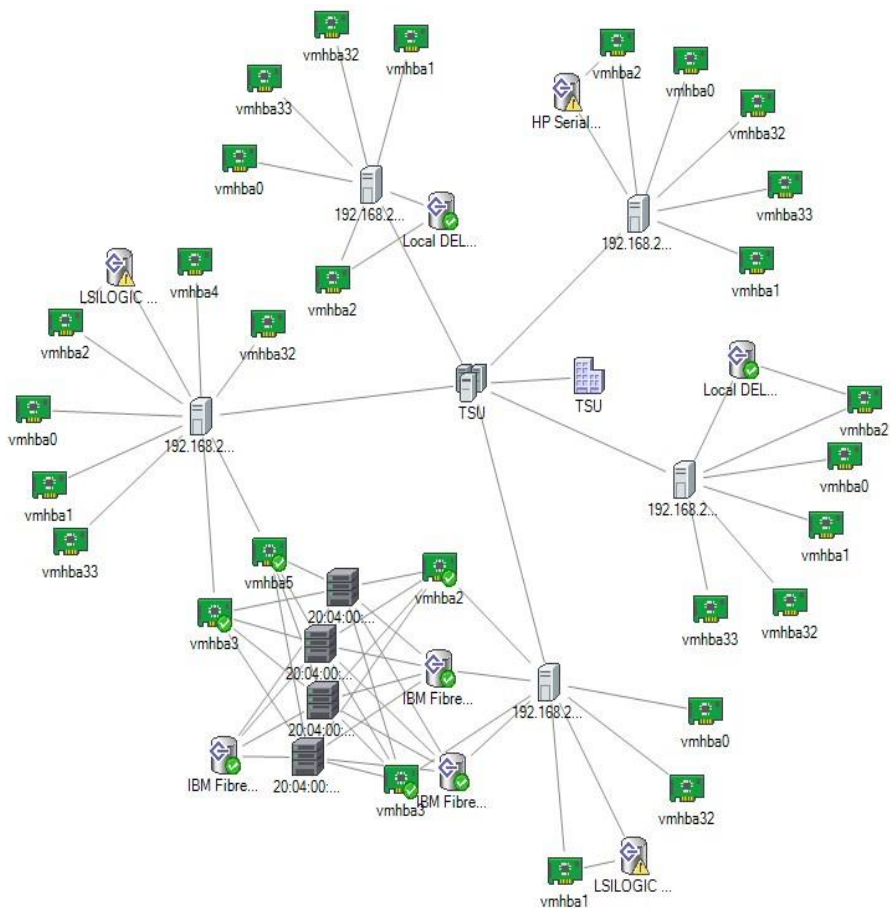 vmhba32
vmhba1
vmhba2
vmhba0
vmhba33
HP Serial...
vmhba32
vmhba0
vmhba33
192.168.2...
Local DEL...
192.168.2...
vmhba1
LSILOGIC ...
vmhba4
vmhba2
vmhba2
vmhba32
Local DEL...
TSU
TSU
vmhba2
vmhba0
192.168.2...
vmhba0
192.168.2...
vmhba1
vmhba1
vmhba33
vmhba5
vmhba2
vmhba33
vmhba32
20:04:00:...
vmhba3
20:04:00:...
IBM Fibre...
192.168.2...
20:04:00:...
vmhba0
IBM Fibre...
20:04:00:...
vmhba3
IBM Fibre...
vmhba32
vmhba1
LSILOGIC ...